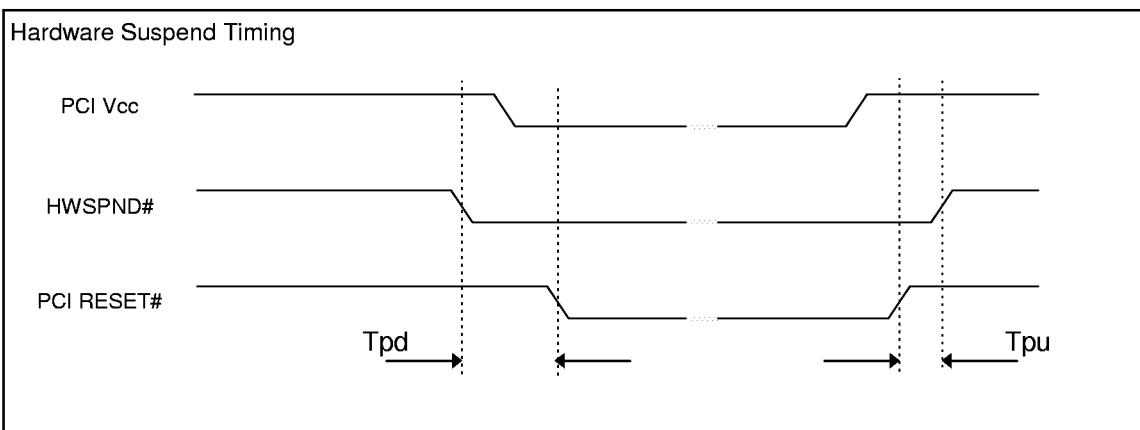 Hardware Suspend Timing
PCI Vcc
HWSPND#
PCI RESET#
Tpd
Tpu